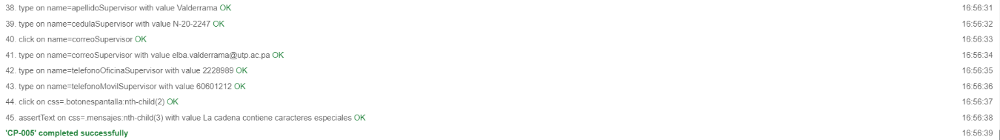 38. type on name=apellidoSupervisor with value Valderrama OK 16:56:31
39. type on name=cedulaSupervisor with value N-20-2247 OK 16:56:32
40. click on name=correoSupervisor OK 16:56:33
41. type on name=correoSupervisor with value elba.valderrama@utp.ac.pa OK 16:56:34
42. type on name=telefonoOficinaSupervisor with value 2228989 OK 16:56:35
43. type on name=telefonoMovilSupervisor with value 60601212 OK 16:56:36
44. click on css=.botonespantalla:nth-child(2) OK 16:56:37
45. assertText on css=.mensajes:nth-child(3) with value La cadena contiene caracteres especiales OK 16:56:38
'CP-005' completed successfully 16:56:39